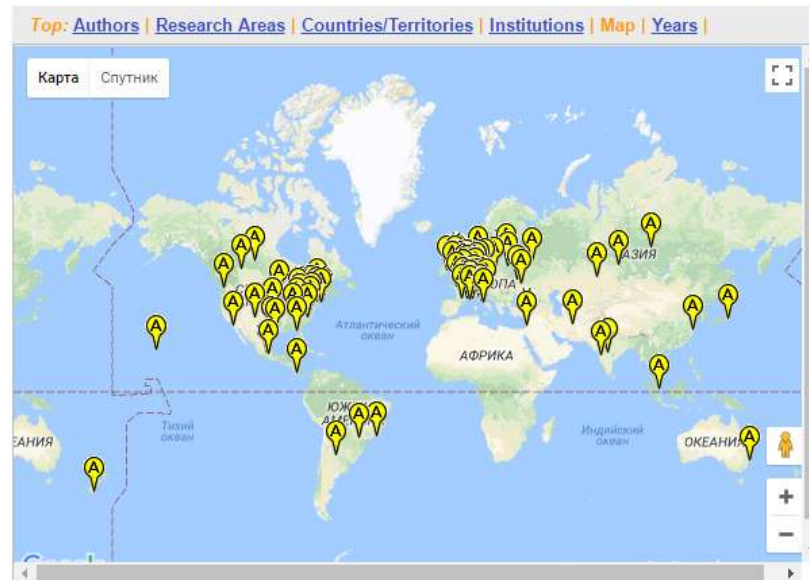 Top: Authors | Research Areas | Countries/Territories | Institutions | Map | Years |
Карта Спутник
АЗИЯ
Атлантический
океан
АФРИКА
Тихий
океан
Индийский
океан
ОКЕАНИЯ